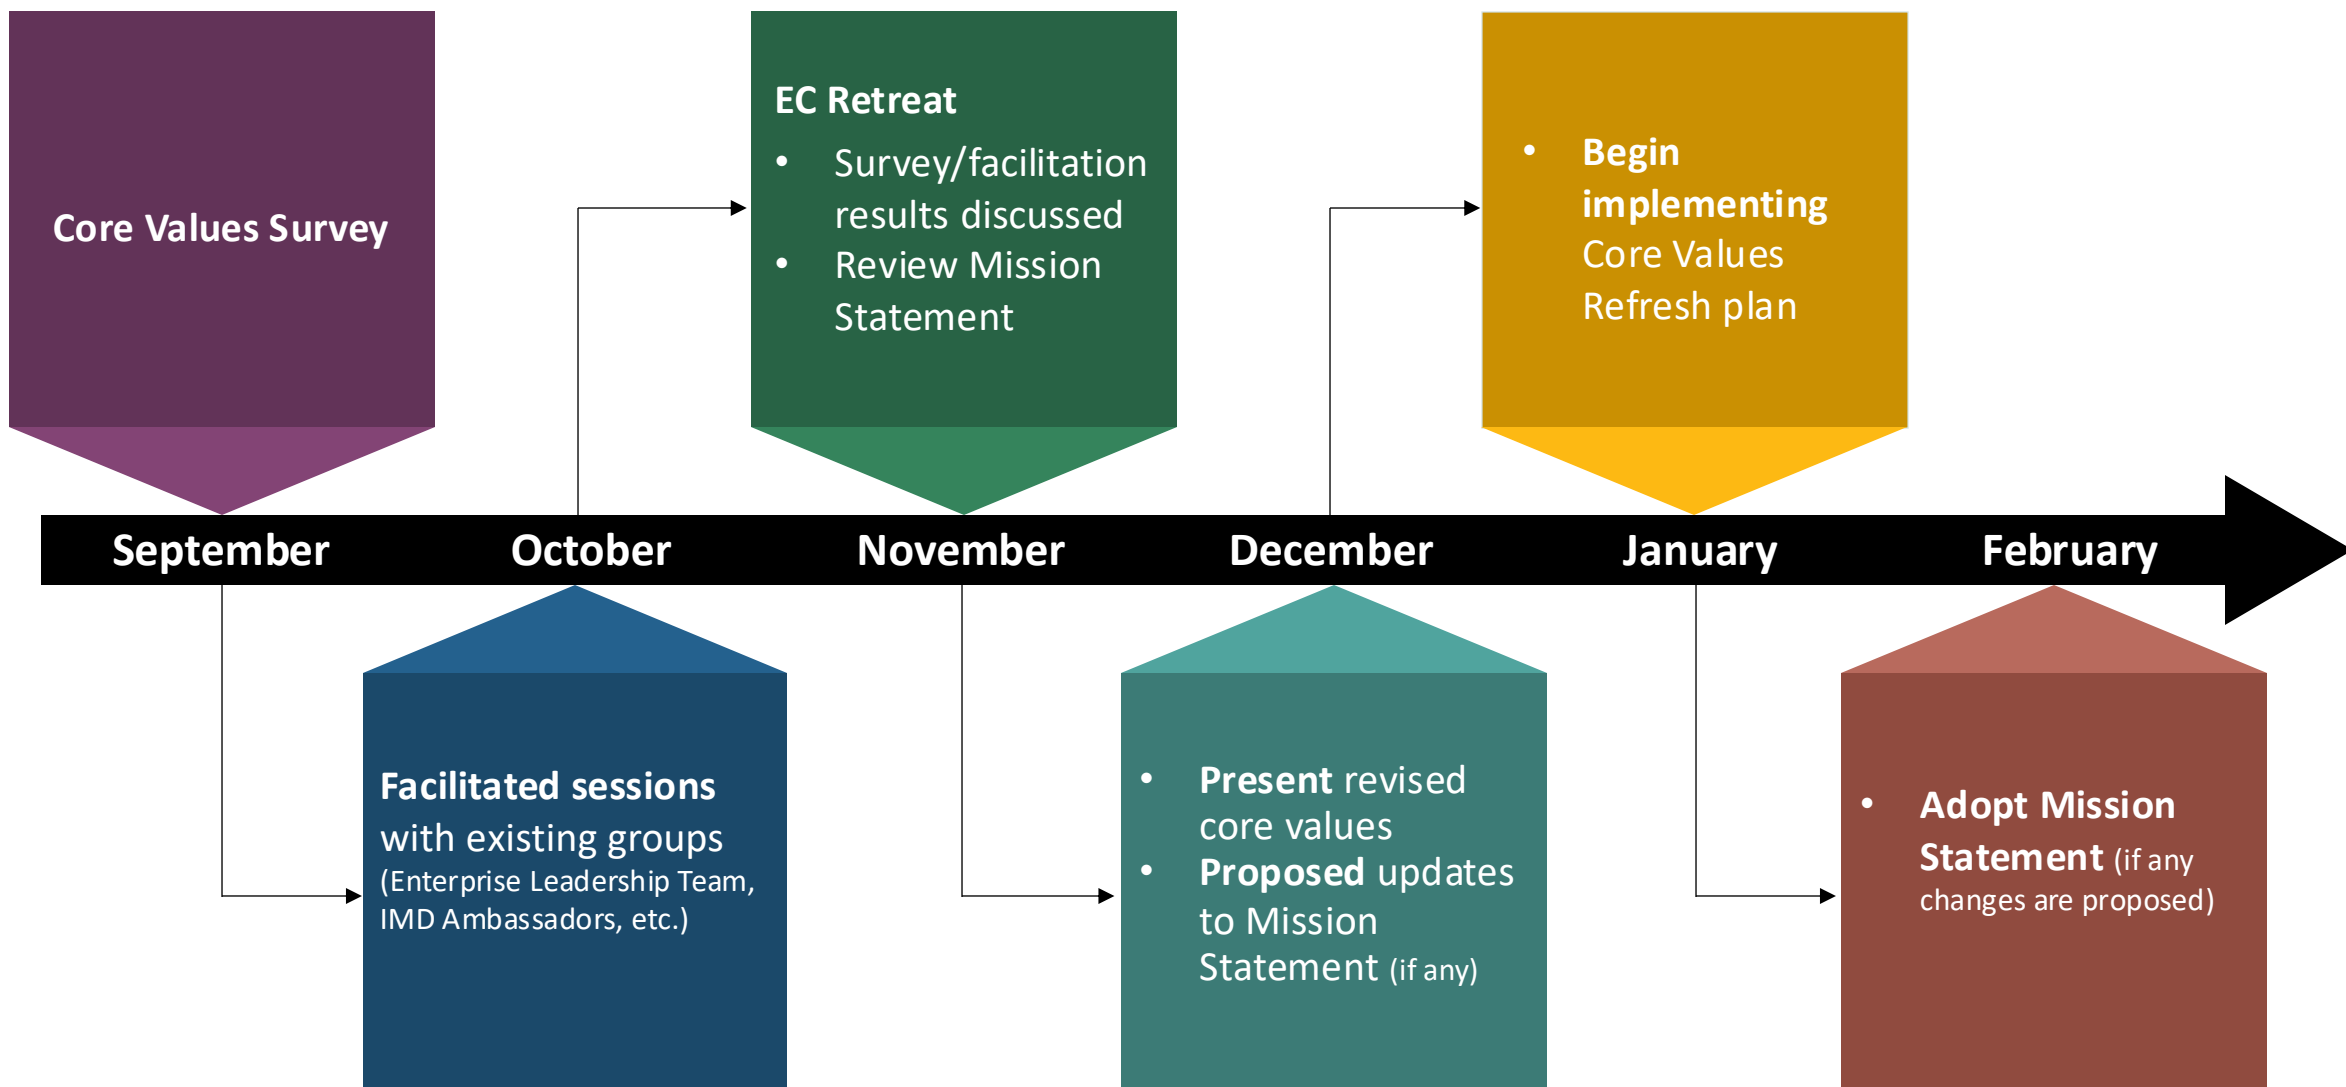 Core Values Survey
EC Retreat
• Survey/facilitation
results discussed
• Review Mission
Statement
• Begin
implementing
Core Values
Refresh plan
September
October
November
December
January
February
Facilitated sessions
with existing groups
(Enterprise Leadership Team,
IMD Ambassadors, etc.)
• Present revised
core values
• Proposed updates
to Mission
Statement (if any)
• Adopt Mission
Statement (if any
changes are proposed)